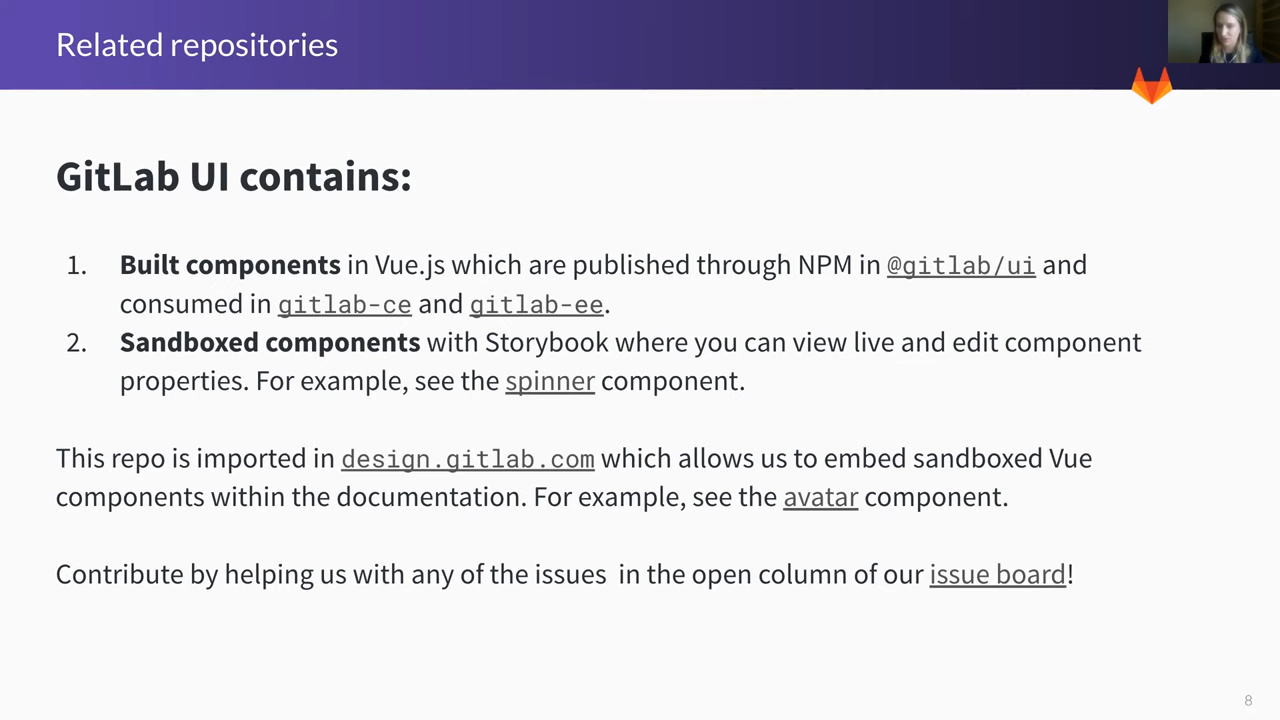 Related repositories
GitLab UI contains:
1. Built components in Vue.js which are published through NPM in @gitlab/ui and
consumed in gitlab-ce and gitlab-ee.
2. Sandboxed components with Storybook where you can view live and edit component
properties. For example, see the spinner component.
This repo is imported in design.gitlab.com which allows us to embed sandboxed Vue
components within the documentation. For example, see the avatar component.
Contribute by helping us with any of the issues  in the open column of our issue board!
8